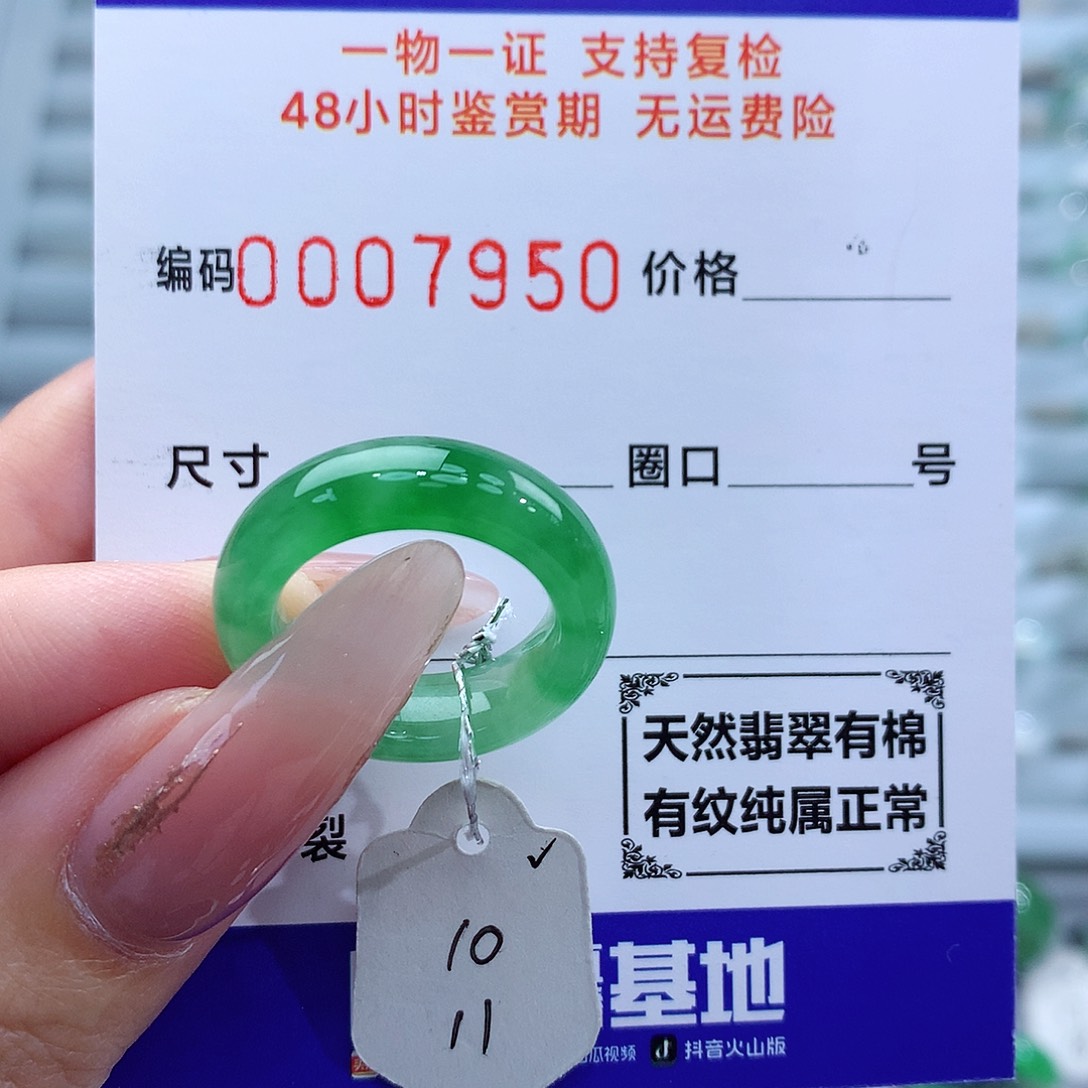 一物一证 支持复检
48小时鉴赏期 无运费险
编码0007950 价格
尺寸 圈口 号
天然翡翠有棉
有纹纯属正常
裂
10
11
基地
瓜视频 抖音火山版